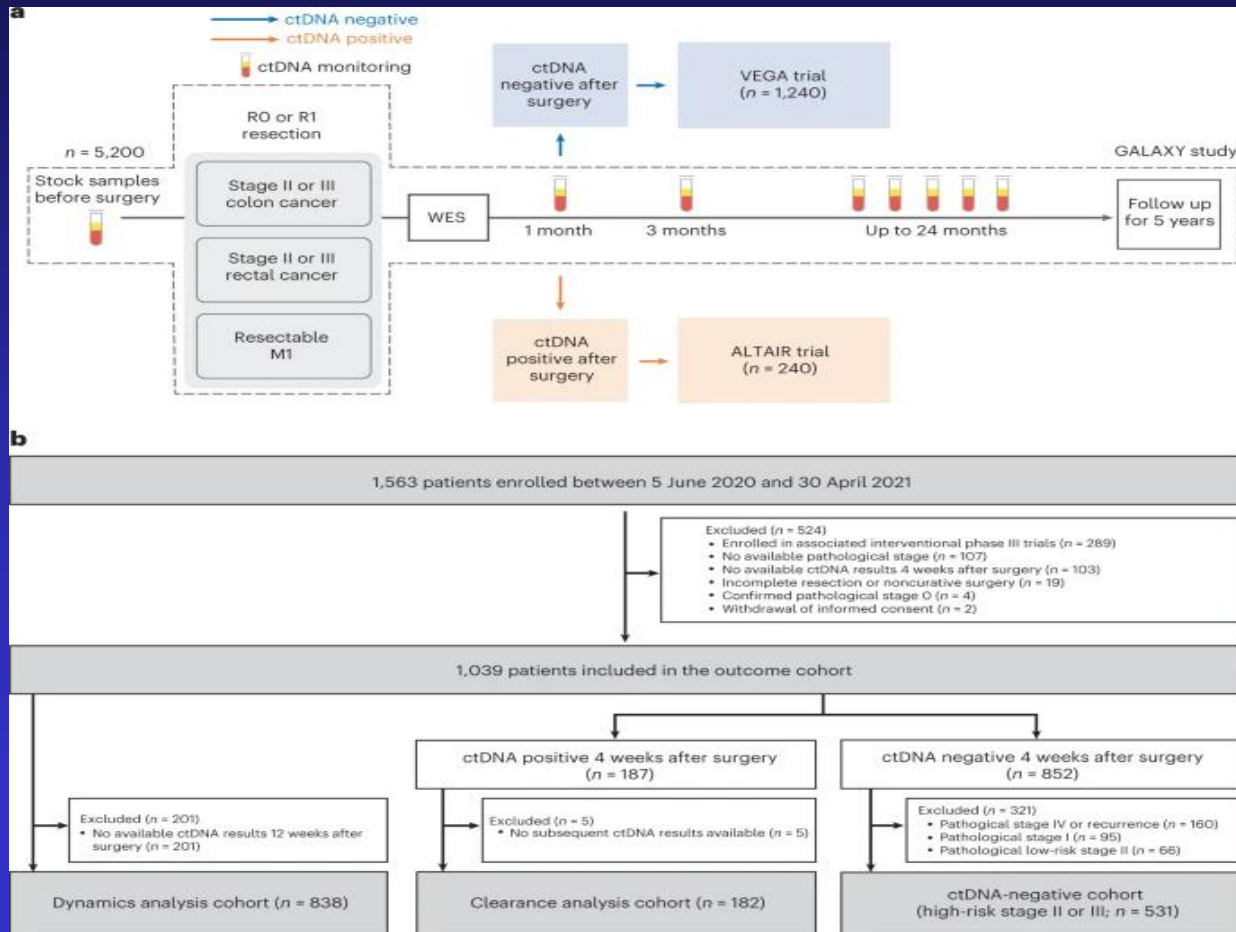 a
ctDNA negative
ctDNA positive
ctDNA monitoring
R0 or R1
resection
n = 5,200
Stock samples
before surgery
Stage II or III
colon cancer
Stage II or III
rectal cancer
Resectable
M1
WES
ctDNA
negative after
surgery
VEGA trial
(n = 1,240)
GALAXY study
1 month
3 months
Up to 24 months
Follow up
for 5 years
ctDNA
positive after
surgery
ALTAIR trial
(n = 240)
b
1,563 patients enrolled between 5 June 2020 and 30 April 2021
Excluded (n = 524)
• Enrolled in associated interventional phase III trials (n = 289)
• No available pathological stage (n = 107)
• No available ctDNA results 4 weeks after surgery (n = 103)
• Incomplete resection or noncurative surgery (n = 19)
• Confirmed pathological stage 0 (n = 4)
• Withdrawal of informed consent (n = 2)
1,039 patients included in the outcome cohort
ctDNA positive 4 weeks after surgery
(n = 187)
ctDNA negative 4 weeks after surgery
(n = 852)
Excluded (n = 201)
• No available ctDNA results 12 weeks after
surgery (n = 201)
Excluded (n = 5)
• No subsequent ctDNA results available (n = 5)
Excluded (n = 321)
• Pathogical stage IV or recurrence (n = 160)
• Pathological stage I (n = 95)
• Pathological low-risk stage II (n = 66)
Dynamics analysis cohort (n = 838)
Clearance analysis cohort (n = 182)
ctDNA-negative cohort
(high-risk stage II or III; n = 531)